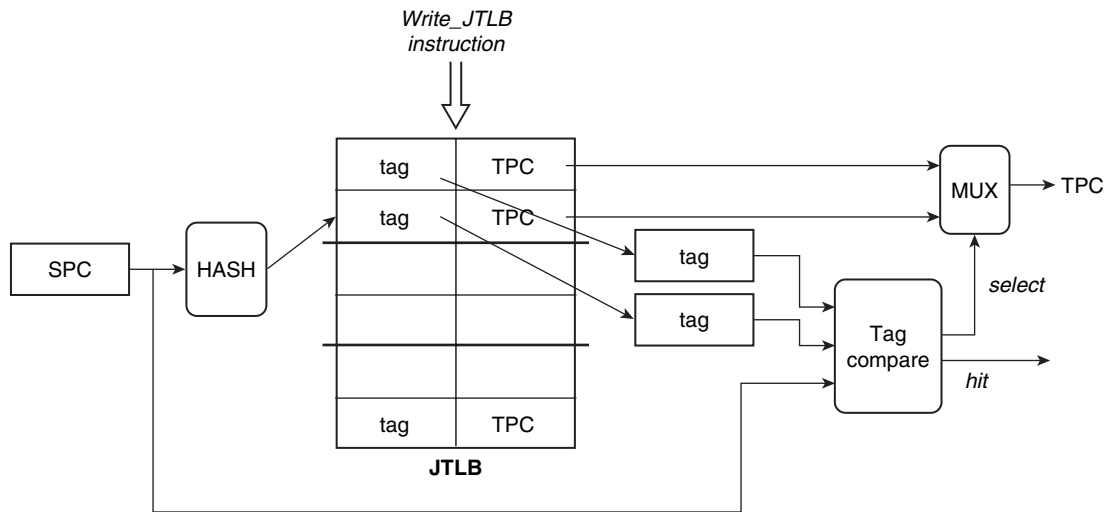 Write_JTLB
instruction
tag TPC
MUX
TPC
tag TPC
SPC
HASH
tag
select
tag
Tag
compare
hit
tag TPC
JTLB